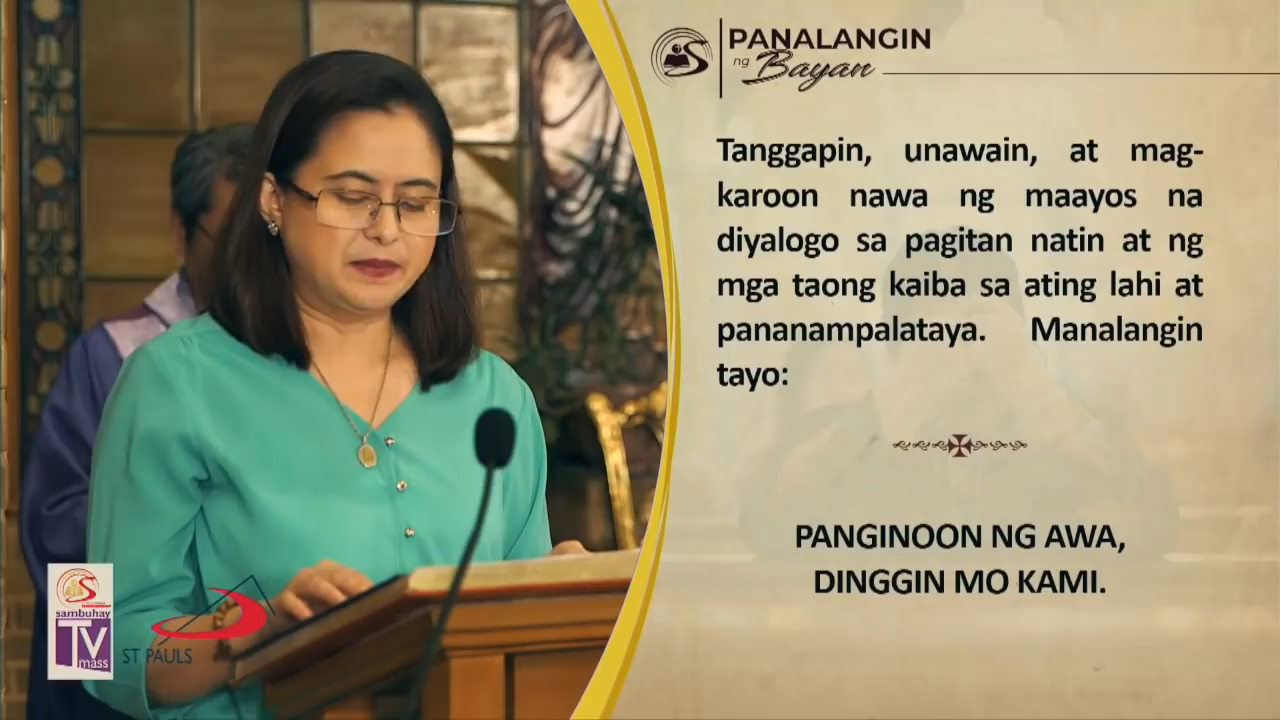 PANALANGIN
ng Bayan
Tanggapin, unawain, at mag-
karoon nawa ng maayos na
diyalogo sa pagitan natin at ng
mga taong kaiba sa ating lahi at
pananampalataya. Manalangin
tayo:
PANGINOON NG AWA,
DINGGIN MO KAMI.
sambuhay
TV
mass
ST PAULS